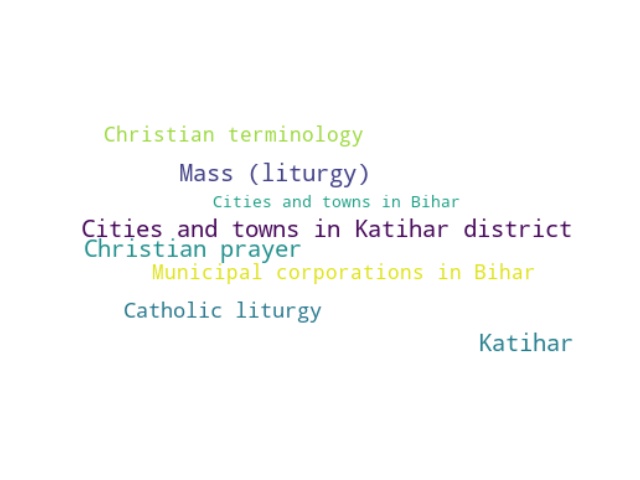 Christian terminology
Mass (liturgy)
Cities and towns in Bihar
Cities and towns in Katihar district
Christian prayer
Municipal corporations in Bihar
Catholic liturgy
Katihar